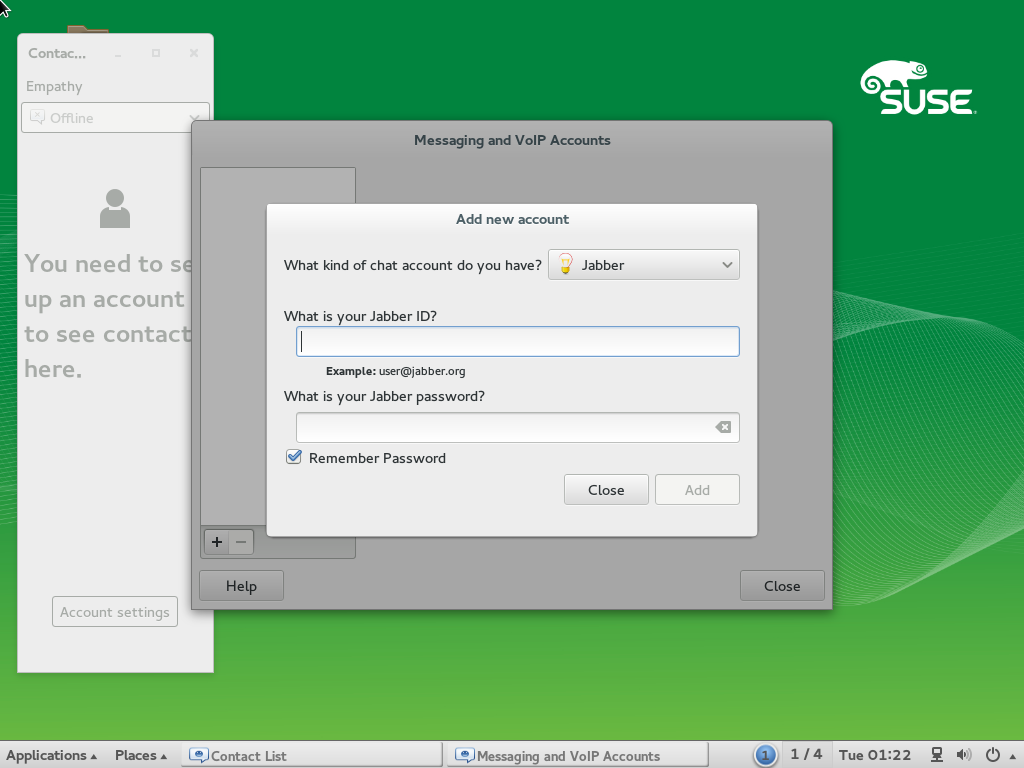 Contac...
Empathy
Offline
You need to se
up an account
to see contact
here.
Account settings
SUSE
Messaging and VoIP Accounts
Add new account
What kind of chat account do you have?
Jabber
What is your Jabber ID?
Example: user@jabber.org
What is your Jabber password?
Remember Password
Close
Add
Help
Close
Applications
Places
Contact List
Messaging and VoIP Accounts
1
1 / 4
Tue 01:22